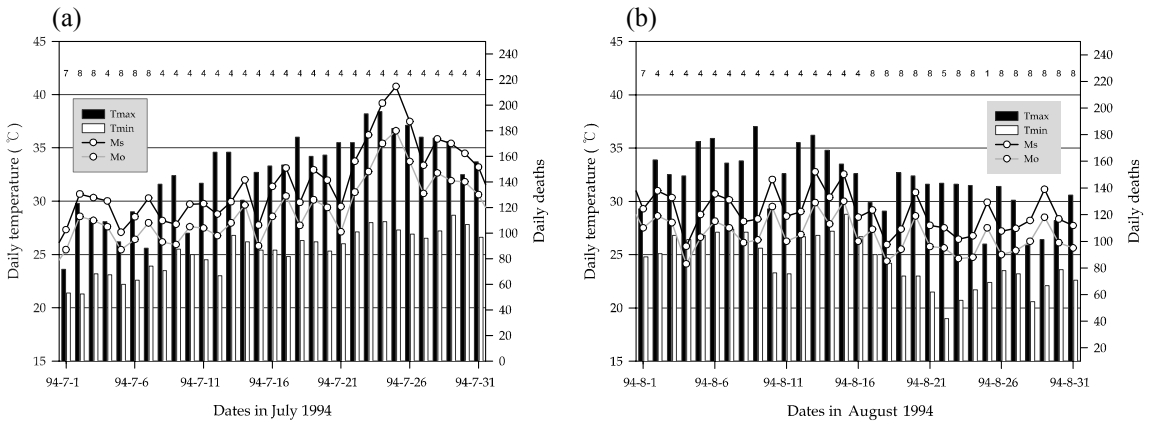 (a)
45
40
35
30
25
20
15
Daily temperature ( ℃ )
7 8 8 4 8 8 8 4 4 4 4 4 4 4 4 4 4 4 4 4 4 4 4 4 4 4 4 4 4 4 4
Tmax
Tmin
Ms
Mo
240
220
200
180
160
140
120
100
80
60
40
20
0
Daily deaths
94-7-1 94-7-6 94-7-11 94-7-16 94-7-21 94-7-26 94-7-31
Dates in July 1994
(b)
45
40
35
30
25
20
15
Daily temperature ( ℃ )
7 4 4 4 4 4 4 4 4 4 4 4 4 4 4 4 8 8 8 8 8 5 8 8 1 8 8 8 8 8 8
Tmax
Tmin
Ms
Mo
240
220
200
180
160
140
120
100
80
60
40
20
Daily deaths
94-8-1 94-8-6 94-8-11 94-8-16 94-8-21 94-8-26 94-8-31
Dates in August 1994